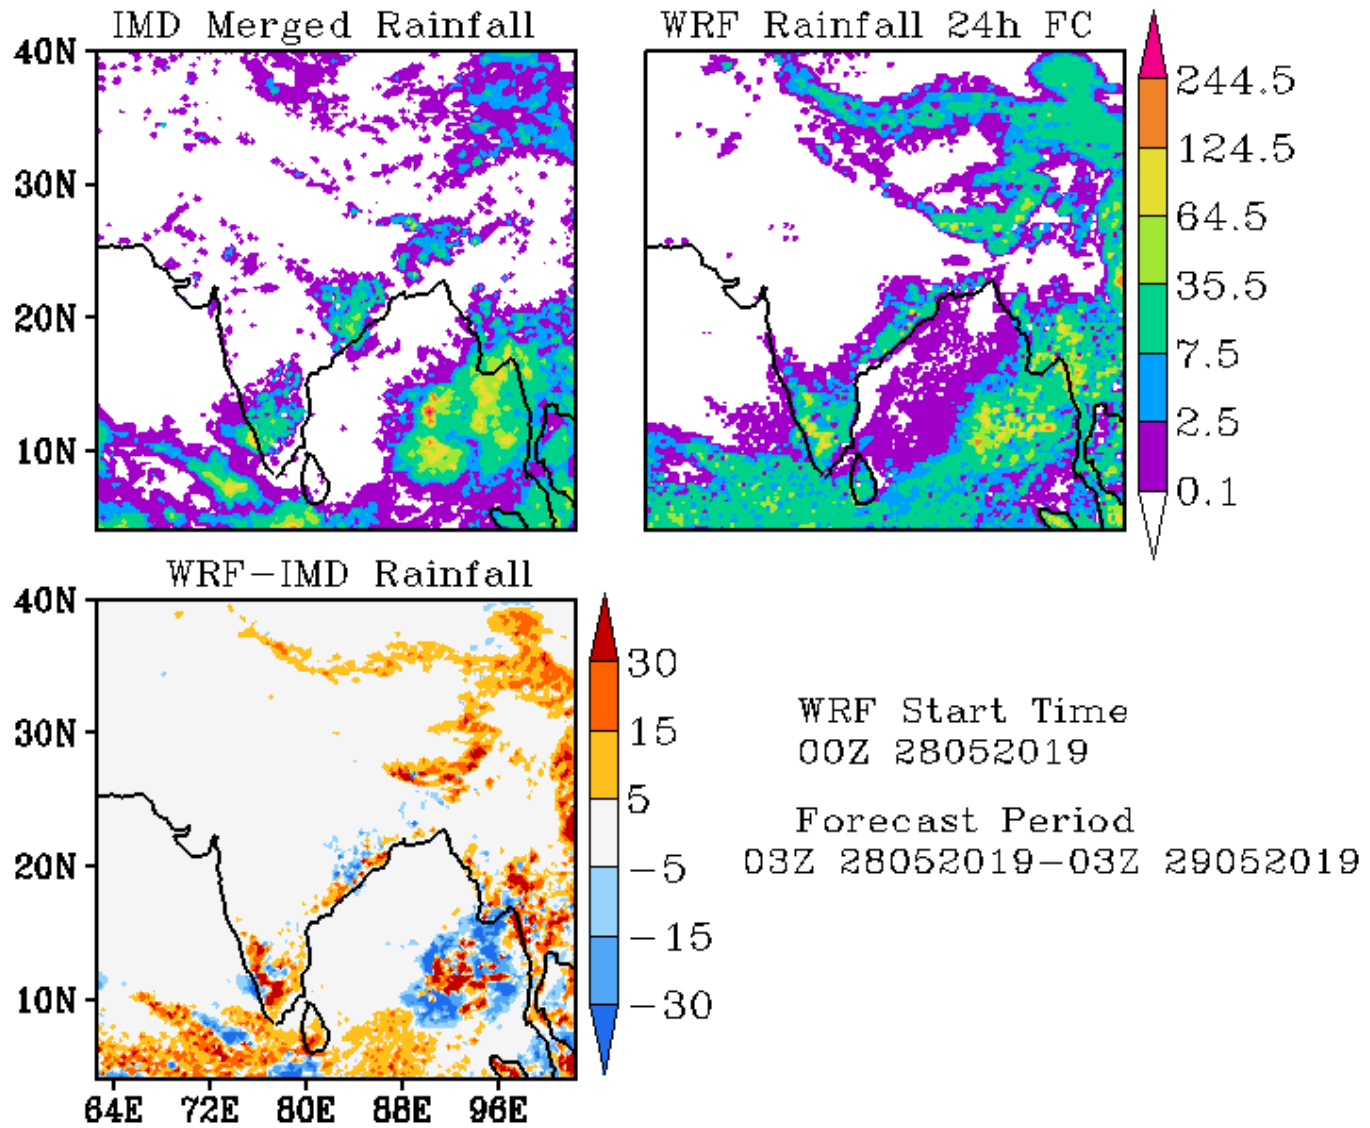 IMD Merged Rainfall
WRF Rainfall 24h FC
40N
30N
20N
10N
244.5
124.5
64.5
35.5
7.5
2.5
0.1
WRF-IMD Rainfall
40N
30N
20N
10N
64E 72E 80E 88E 96E
30
15
5
-5
-15
-30
WRF Start Time
00Z 28052019
Forecast Period
03Z 28052019-03Z 29052019